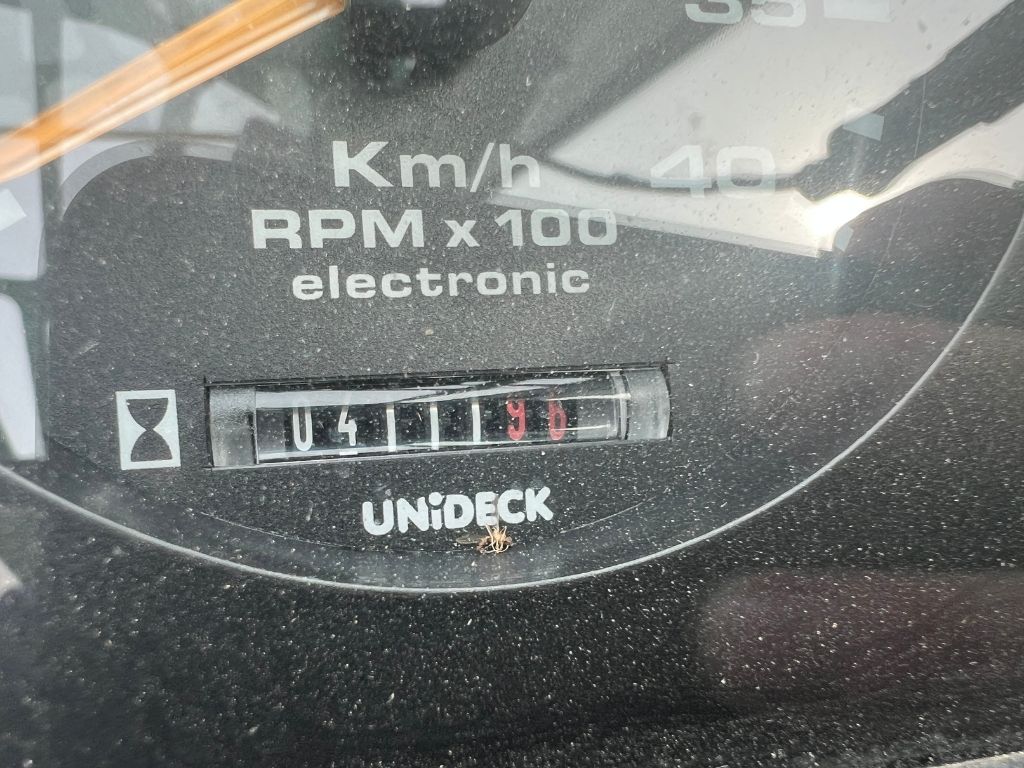 35
40
Km/h
RPM x 100
electronic
0411196
UNiDECK